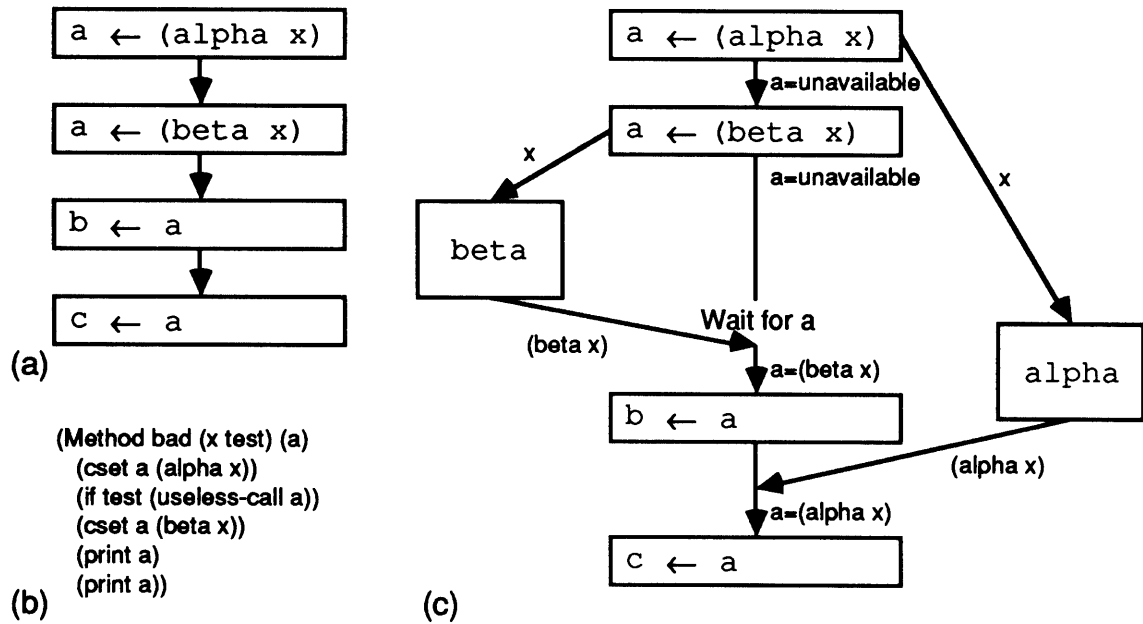 a ← (alpha x)
a ← (beta x)
b ← a
c ← a
(a)
(Method bad (x test) (a)
(cset a (alpha x))
(if test (useless-call a))
(cset a (beta x))
(print a)
(print a))
(b)
a ← (alpha x)
a=unavailable
a ← (beta x)
x
a=unavailable
x
beta
Wait for a
(beta x)
a=(beta x)
alpha
b ← a
(alpha x)
a=(alpha x)
c ← a
(c)